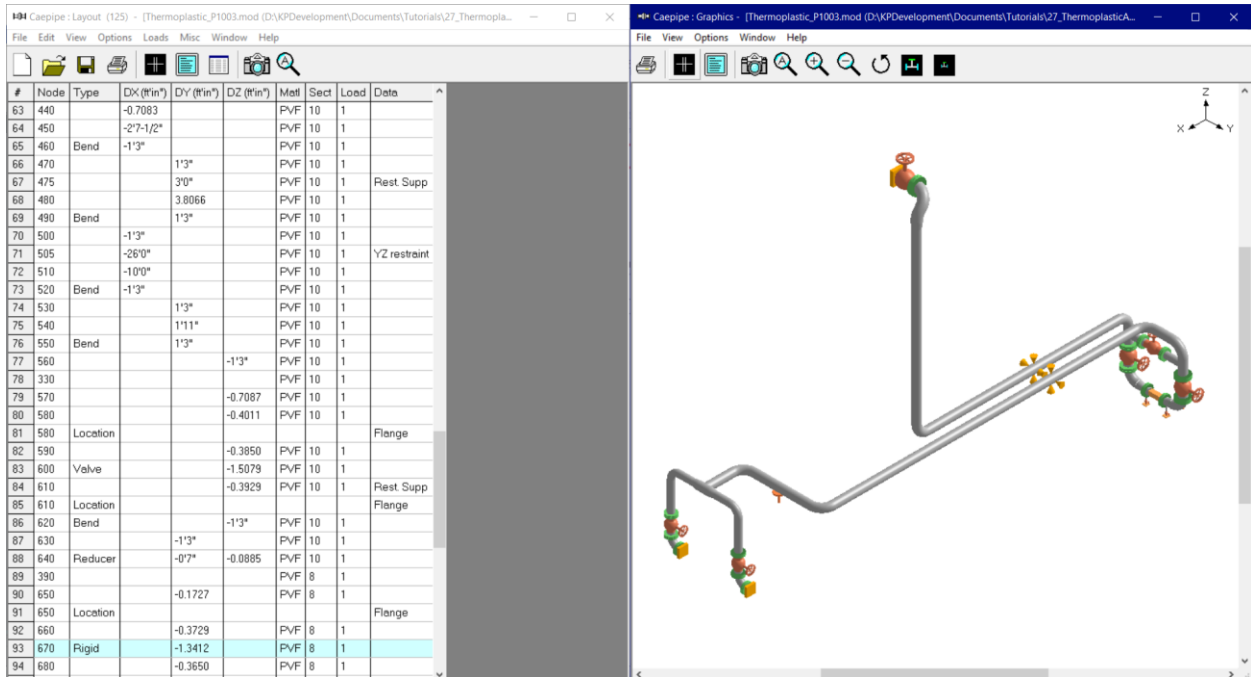 Caepipe : Layout (125) - [Thermoplastic_P1003.mod (D:\KPDevelopment\Documents\Tutorials\27_Thermopla...
File Edit View Options Loads Misc Window Help
# Node Type DX (ft'in") DY (ft'in") DZ (ft'in") Matl Sect Load Data
63 440 -0.7083 PVF 10 1
64 450 -2'7-1/2" PVF 10 1
65 460 Bend -1'3" PVF 10 1
66 470 1'3" PVF 10 1
67 475 3'0" PVF 10 1 Rest. Supp
68 480 3.8066 PVF 10 1
69 490 Bend 1'3" PVF 10 1
70 500 -1'3" PVF 10 1
71 505 -26'0" PVF 10 1 YZ restraint
72 510 -10'0" PVF 10 1
73 520 Bend -1'3" PVF 10 1
74 530 1'3" PVF 10 1
75 540 1'11" PVF 10 1
76 550 Bend 1'3" PVF 10 1
77 560 -1'3" PVF 10 1
78 330 PVF 10 1
79 570 -0.7087 PVF 10 1
80 580 -0.4011 PVF 10 1
81 580 Location Flange
82 590 -0.3850 PVF 10 1
83 600 Valve -1.5079 PVF 10 1
84 610 -0.3929 PVF 10 1 Rest. Supp
85 610 Location Flange
86 620 Bend -1'3" PVF 10 1
87 630 -1'3" PVF 10 1
88 640 Reducer -0'7" -0.0885 PVF 10 1
89 390 PVF 8 1
90 650 -0.1727 PVF 8 1
91 650 Location Flange
92 660 -0.3729 PVF 8 1
93 670 Rigid -1.3412 PVF 8 1
94 680 -0.3650 PVF 8 1
Caepipe : Graphics - [Thermoplastic_P1003.mod (D:\KPDevelopment\Documents\Tutorials\27_ThermoplasticA...
File View Options Window Help
Z
X Y